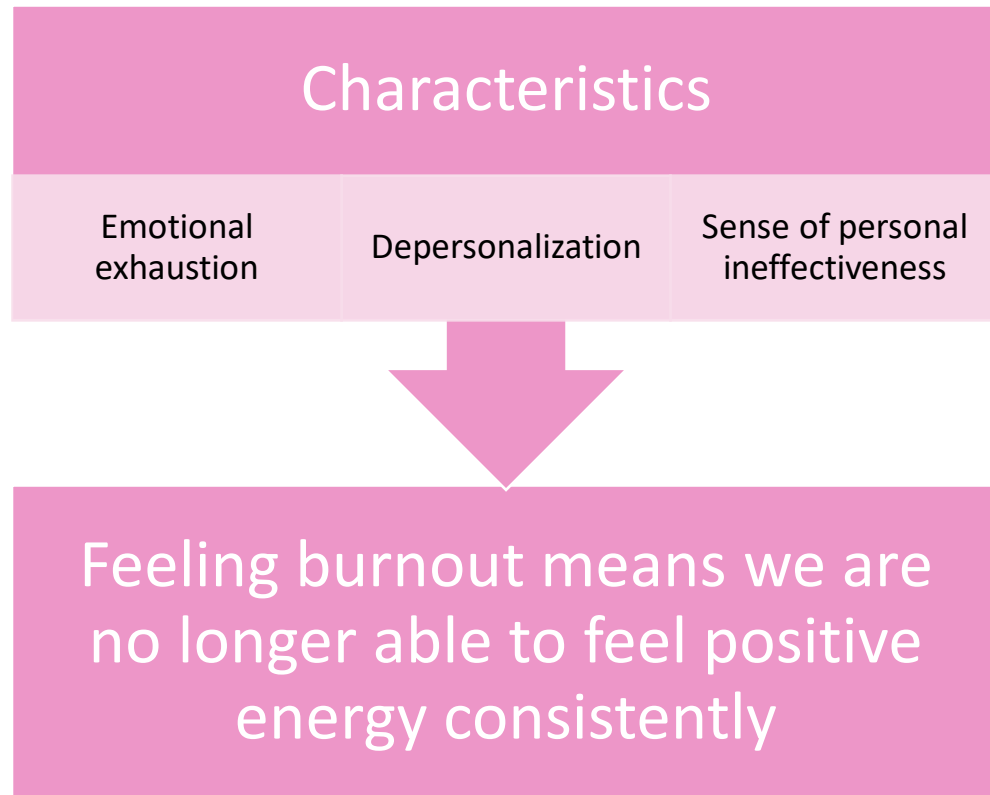 Characteristics
Emotional
exhaustion
Depersonalization
Sense of personal
ineffectiveness
Feeling burnout means we are
no longer able to feel positive
energy consistently